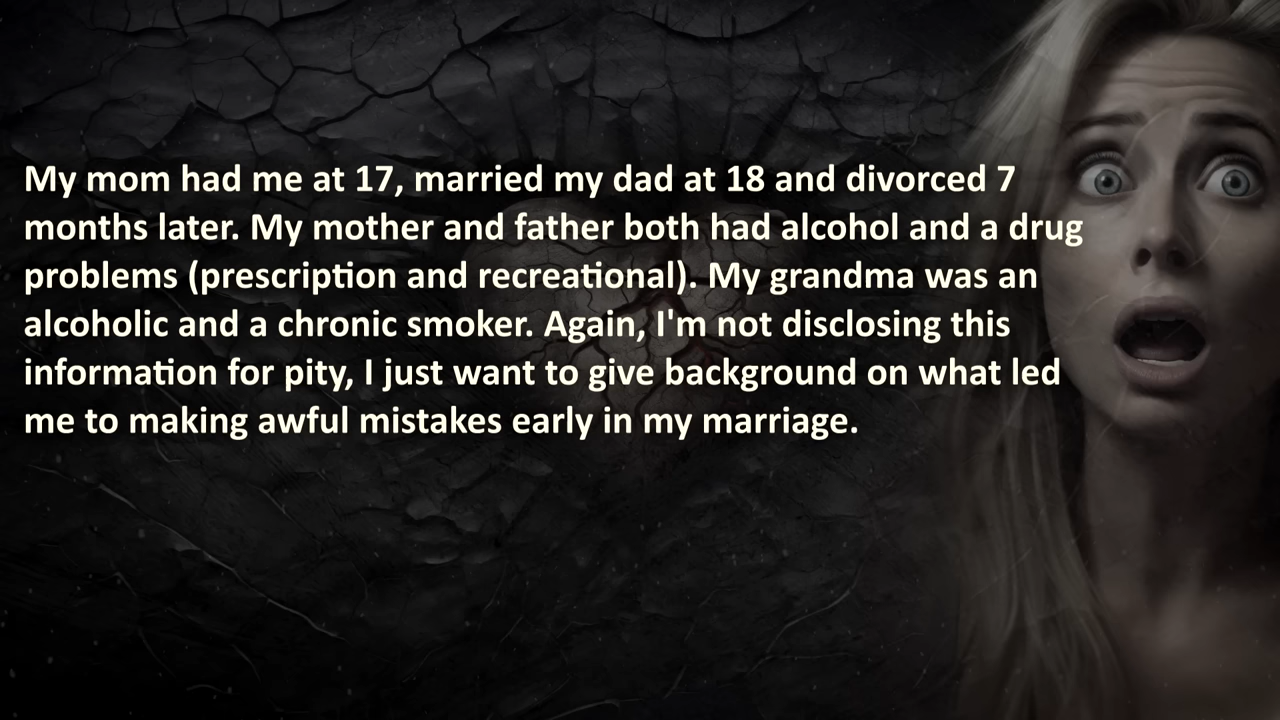 My mom had me at 17, married my dad at 18 and divorced 7
months later. My mother and father both had alcohol and a drug
problems (prescription and recreational). My grandma was an
alcoholic and a chronic smoker. Again, I'm not disclosing this
information for pity, I just want to give background on what led
me to making awful mistakes early in my marriage.